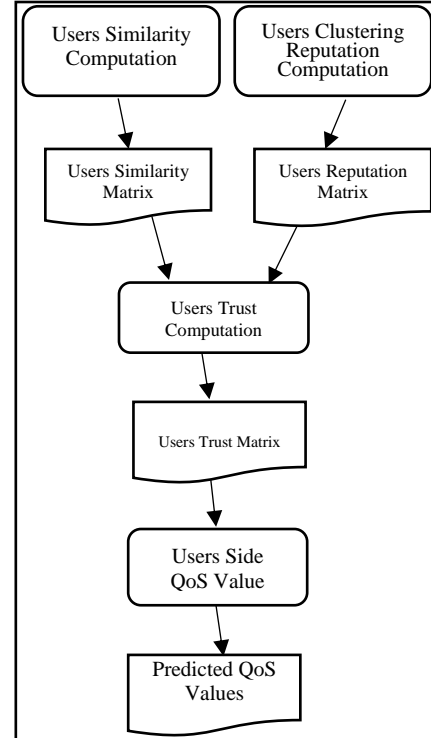 Users Similarity
Computation
Users Clustering
Reputation
Computation
Users Similarity
Matrix
Users Reputation
Matrix
Users Trust
Computation
Users Trust Matrix
Users Side
QoS Value
Predicted QoS
Values